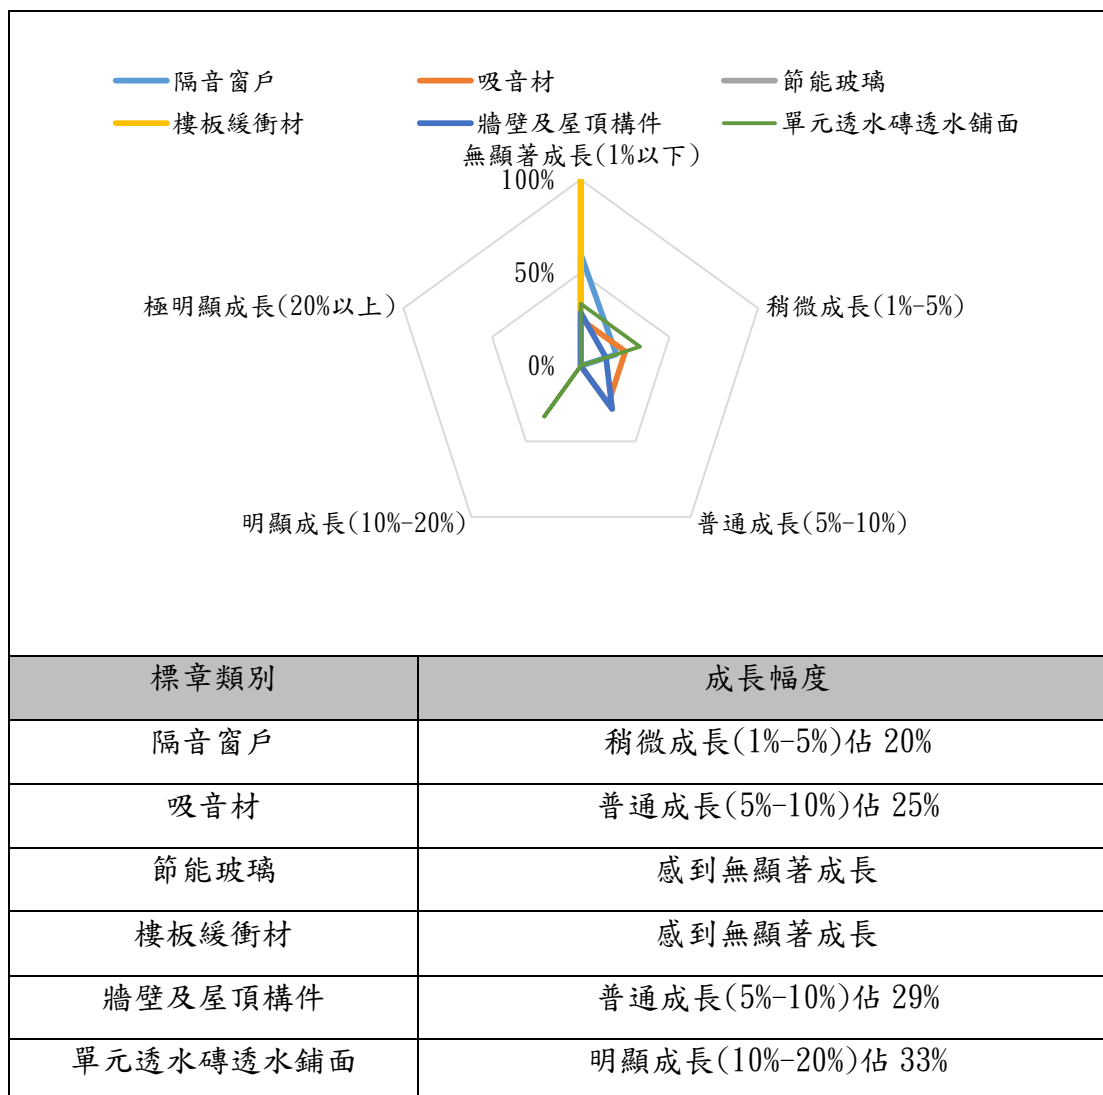 隔音窗戶 吸音材 節能玻璃
樓板緩衝材 牆壁及屋頂構件 單元透水磚透水舖面
無顯著成長(1%以下)
100%
50%
極明顯成長(20%以上) 稍微成長(1%-5%)
0%
明顯成長(10%-20%) 普通成長(5%-10%)
標章類別 成長幅度
隔音窗戶 稍微成長(1%-5%)佔 20%
吸音材 普通成長(5%-10%)佔 25%
節能玻璃 感到無顯著成長
樓板緩衝材 感到無顯著成長
牆壁及屋頂構件 普通成長(5%-10%)佔 29%
單元透水磚透水鋪面 明顯成長(10%-20%)佔 33%